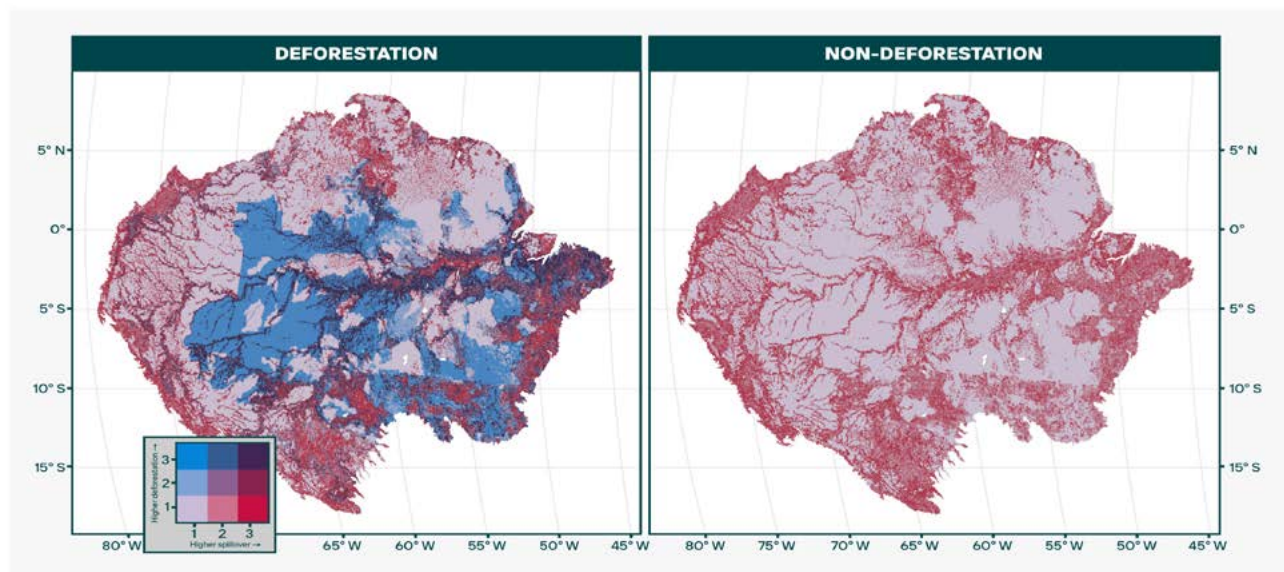 DEFORESTATION
NON-DEFORESTATION
5° N
0°
5° S
10° S
15° S
5° N
0°
5° S
10° S
15° S
Higher deforestation →
3
2
1
1 2 3
Higher spillover →
80° W 65° W 60° W 55° W 50° W 45° W
80° W 75° W 70° W 65° W 60° W 55° W 50° W 45° W